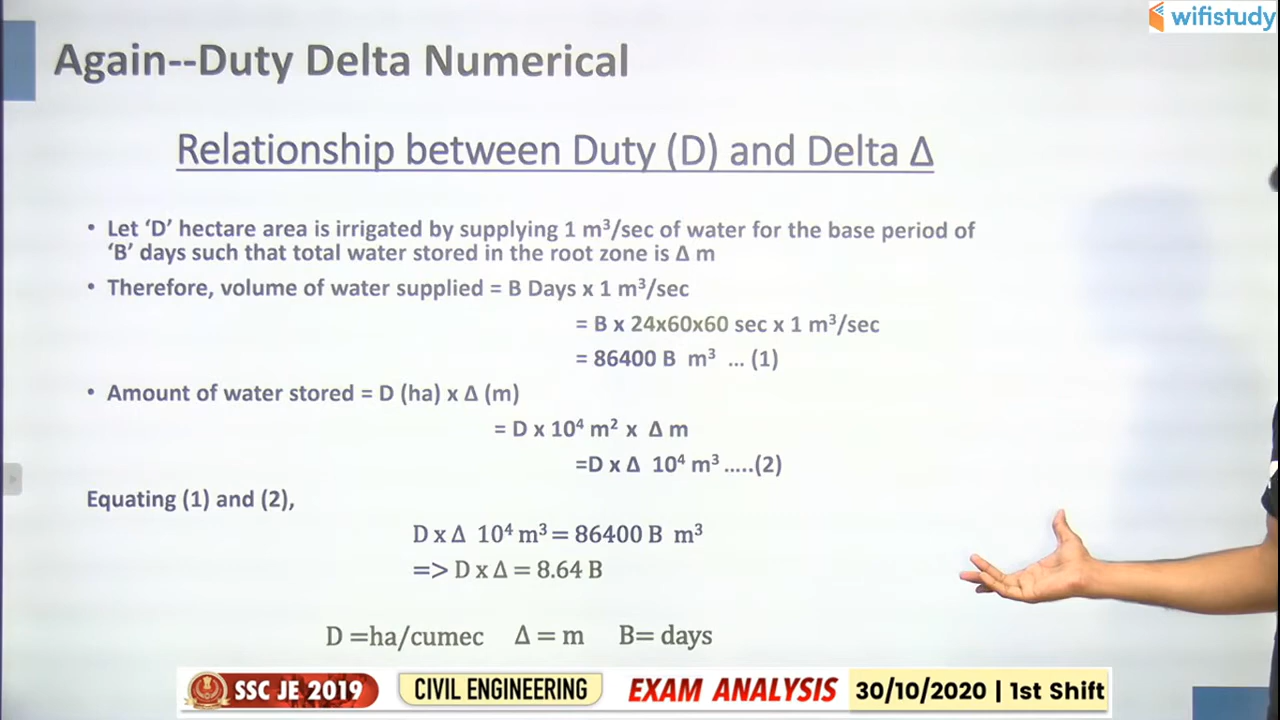 wifistudy
Again--Duty Delta Numerical
Relationship between Duty (D) and Delta Δ
• Let ‘D’ hectare area is irrigated by supplying 1 m³/sec of water for the base period of
‘B’ days such that total water stored in the root zone is Δ m
• Therefore, volume of water supplied = B Days x 1 m³/sec
= B x 24x60x60 sec x 1 m³/sec
= 86400 B m³ ... (1)
• Amount of water stored = D (ha) x Δ (m)
= D x 10⁴ m² x Δ m
=D x Δ 10⁴ m³ .....(2)
Equating (1) and (2),
D x Δ 10⁴ m³ = 86400 B m³
=> D x Δ = 8.64 B
D =ha/cumec Δ = m B= days
SSC JE 2019 CIVIL ENGINEERING EXAM ANALYSIS 30/10/2020 | 1st Shift